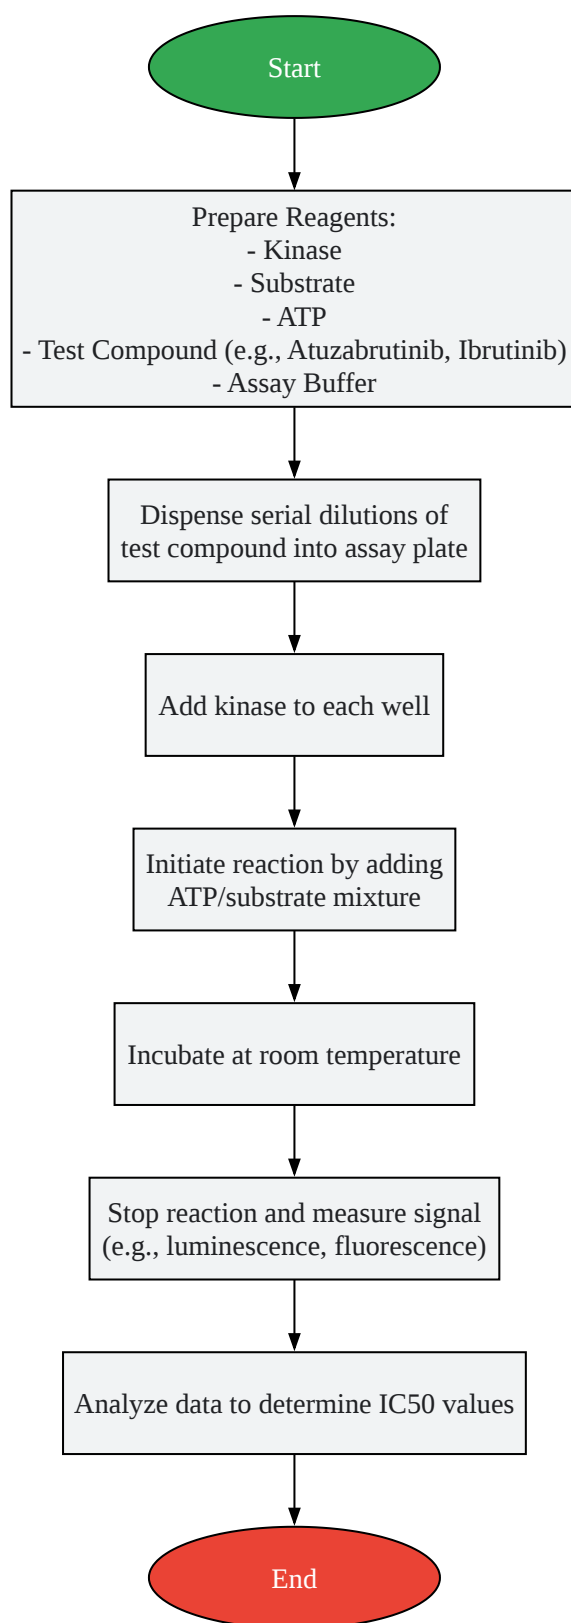 Start
Prepare Reagents:
- Kinase
- Substrate
- ATP
- Test Compound (e.g., Atuzabrutinib, Ibrutinib)
- Assay Buffer
Dispense serial dilutions of
test compound into assay plate
Add kinase to each well
Initiate reaction by adding
ATP/substrate mixture
Incubate at room temperature
Stop reaction and measure signal
(e.g., luminescence, fluorescence)
Analyze data to determine IC50 values
End